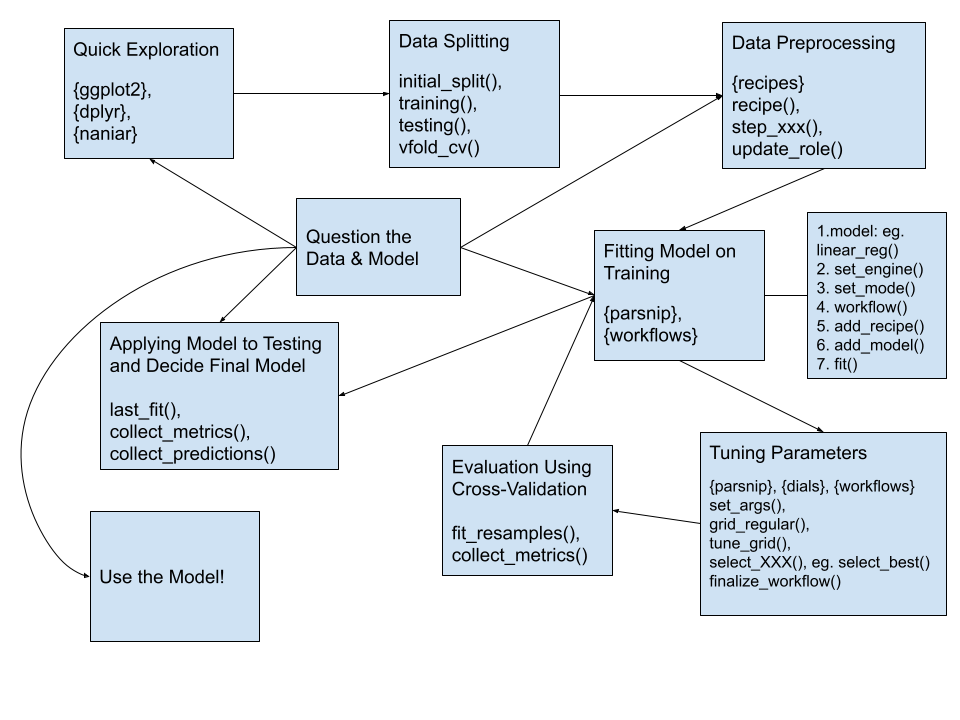 Quick Exploration
{ggplot2},
{dplyr},
{naniar}
Data Splitting
initial_split(),
training(),
testing(),
vfold_cv()
Data Preprocessing
{recipes}
recipe(),
step_xxx(),
update_role()
Question the
Data & Model
Fitting Model on
Training
{parsnip},
{workflows}
1.model: eg.
linear_reg()
2. set_engine()
3. set_mode()
4. workflow()
5. add_recipe()
6. add_model()
7. fit()
Applying Model to Testing
and Decide Final Model
last_fit(),
collect_metrics(),
collect_predictions()
Evaluation Using
Cross-Validation
fit_resamples(),
collect_metrics()
Tuning Parameters
{parsnip}, {dials}, {workflows}
set_args(),
grid_regular(),
tune_grid(),
select_XXX(), eg. select_best()
finalize_workflow()
Use the Model!